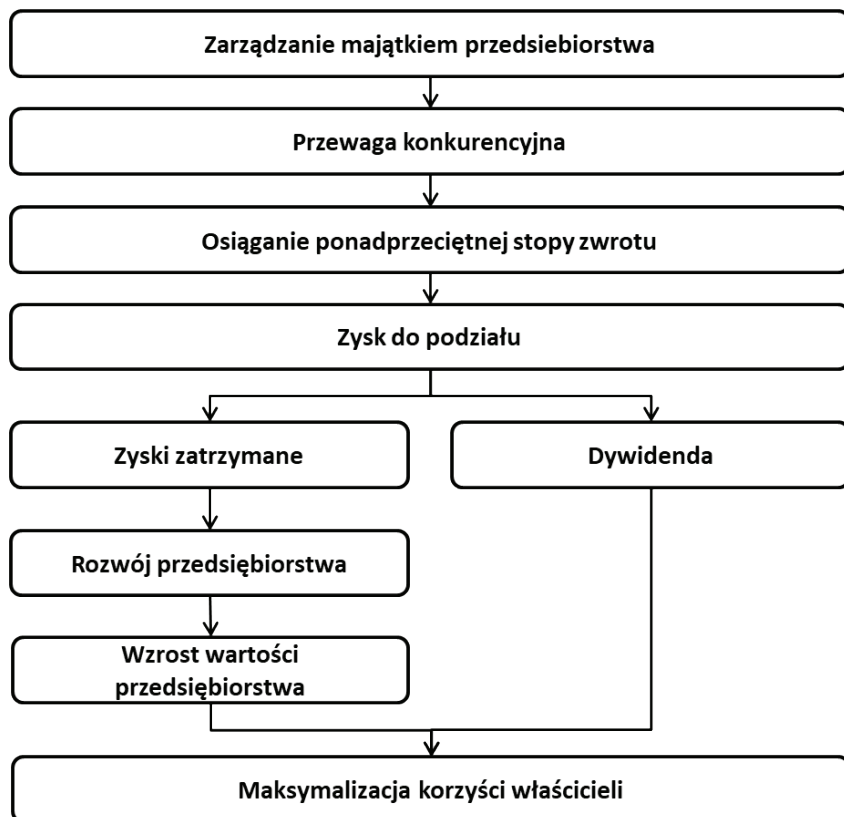 Zarządzanie majątkiem przedsiebiorstwa
Przewaga konkurencyjna
Osiąganie ponadprzeciętnej stopy zwrotu
Zysk do podziału
Zyski zatrzymane
Dywidenda
Rozwój przedsiębiorstwa
Wzrost wartości
przedsiębiorstwa
Maksymalizacja korzyści właścicieli